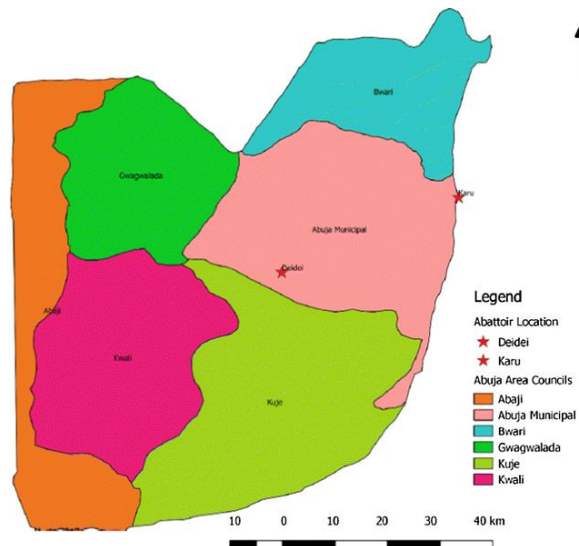 Bwari
Karu
Gwagwalada
Abuja Municipal
Deidei
Abaji
Kwali
Kuje
Legend
Abattoir Location
Deidei
Karu
Abuja Area Councils
Abaji
Abuja Municipal
Bwari
Gwagwalada
Kuje
Kwali
10 0 10 20 30 40 km